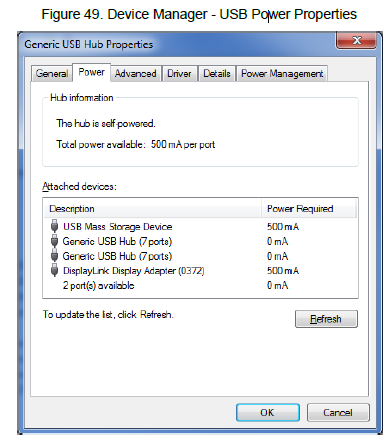 Figure 49. Device Manager - USB Power Properties
Generic USB Hub Properties
General Power Advanced Driver Details Power Management
Hub information
The hub is self-powered.
Total power available: 500 mA per port
Attached devices:
Description Power Required
USB Mass Storage Device 500 mA
Generic USB Hub (7 ports) 0 mA
Generic USB Hub (7 ports) 0 mA
DisplayLink Display Adapter (0372) 500 mA
2 port(s) available 0 mA
To update the list, click Refresh. Refresh
OK Cancel